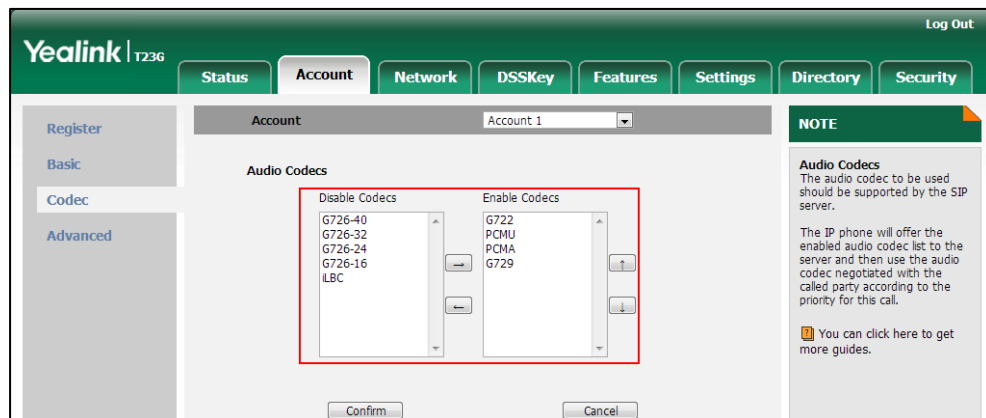 Log Out
Yealink | T23G
Status Account Network DSSKey Features Settings Directory Security
Register
Basic
Codec
Advanced
Account Account 1
Audio Codecs
Disable Codecs
G726-40
G726-32
G726-24
G726-16
iLBC
Enable Codecs
G722
PCMU
PCMA
G729
→
←
↑
↓
Confirm Cancel
NOTE
Audio Codecs
The audio codec to be used
should be supported by the SIP
server.
The IP phone will offer the
enabled audio codec list to the
server and then use the audio
codec negotiated with the
called party according to the
priority for this call.
? You can click here to get
more guides.